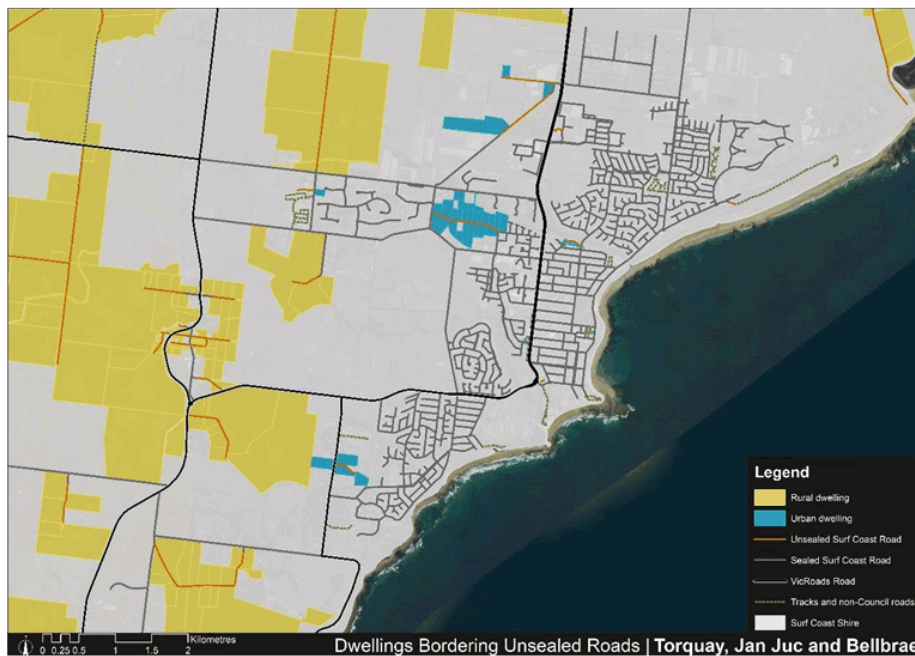 Legend
Rural dwelling
Urban dwelling
Unsealed Surf Coast Road
Sealed Surf Coast Road
VicRoads Road
Tracks and non-Council roads
Surf Coast Shire
Kilometres
0 0.25 0.5 1 1.5 2
Dwellings Bordering Unsealed Roads | Torquay, Jan Juc and Bellbrae